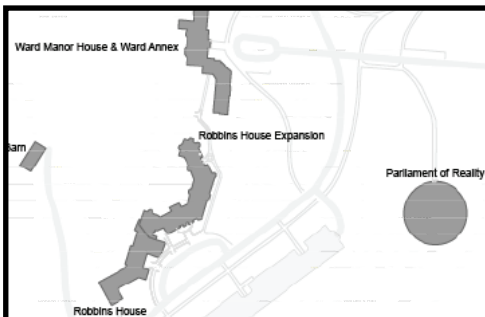 Ward Manor House & Ward Annex
Robbins House Expansion
Barn
Parliament of Reality
Robbins House